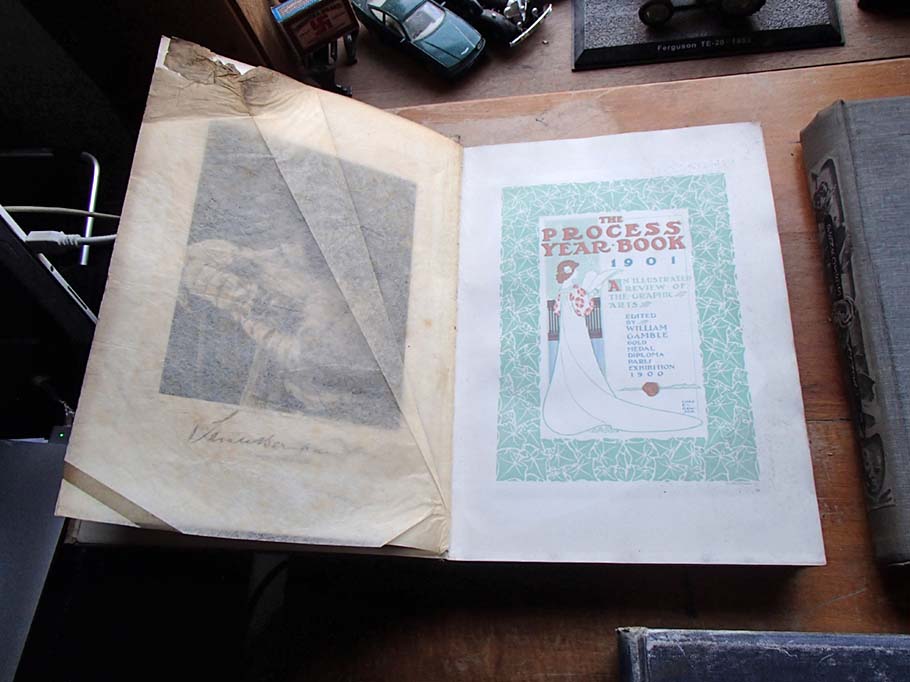 Ferguson TE-20: 1953
THE
PROCESS
YEAR-BOOK
1901
AN ILLUSTRATED
REVIEW OF
THE GRAPHIC
ARTS
EDITED
BY
WILLIAM
GAMBLE
GOLD
MEDAL
DIPLOMA
PARIS
EXHIBITION
1900